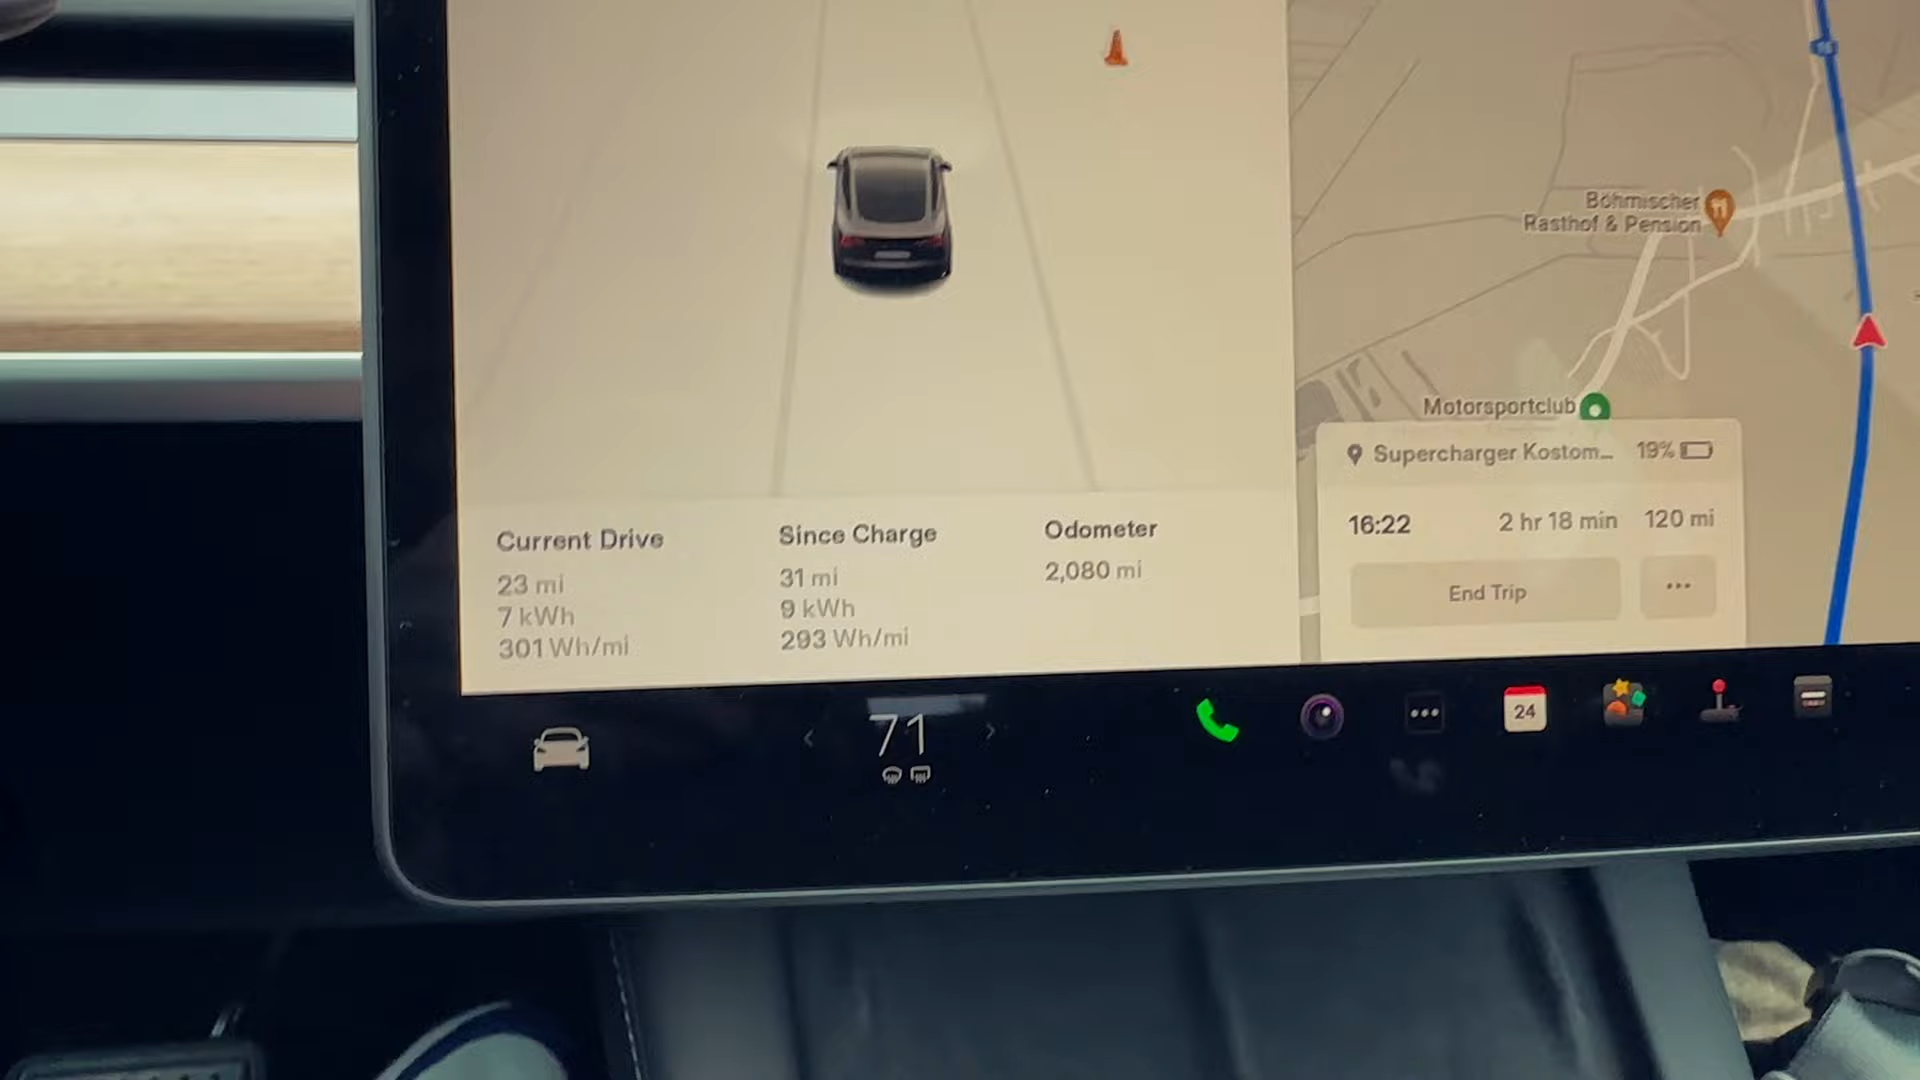 Böhmischer
Rasthof & Pension
Motorsportclub
Supercharger Kostom... 19%
16:22 2 hr 18 min 120 mi
End Trip
Current Drive
23 mi
7 kWh
301 Wh/mi
Since Charge
31 mi
9 kWh
293 Wh/mi
Odometer
2,080 mi
71
24